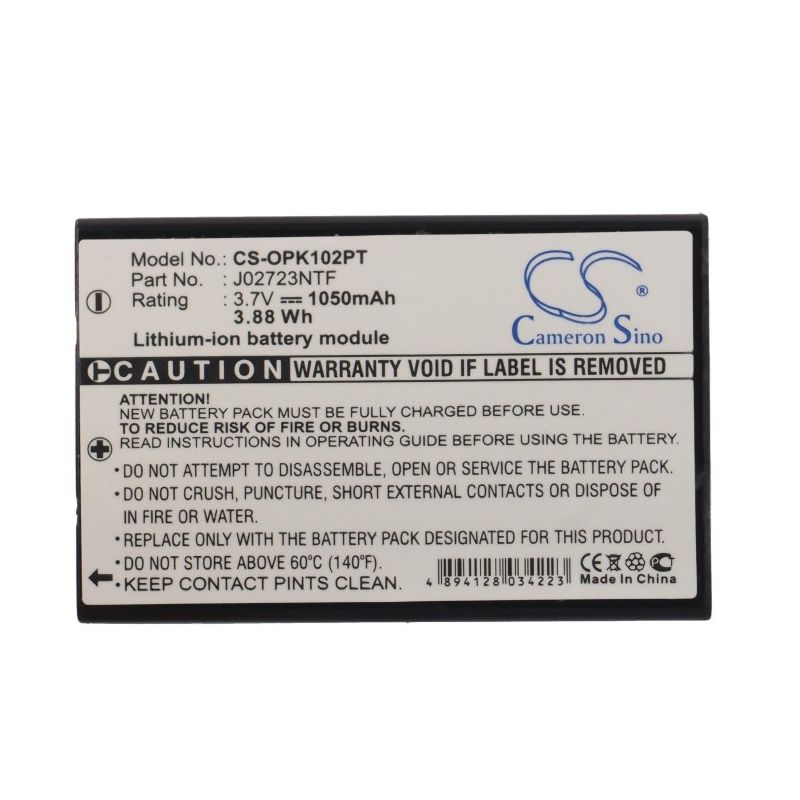 Model No.: CS-OPK102PT
Part No. : J02723NTF
Rating : 3.7V 1050mAh
3.88 Wh
Lithium-ion battery module
CS ®
Cameron Sino
CAUTION WARRANTY VOID IF LABEL IS REMOVED
ATTENTION!
NEW BATTERY PACK MUST BE FULLY CHARGED BEFORE USE.
TO REDUCE RISK OF FIRE OR BURNS.
READ INSTRUCTIONS IN OPERATING GUIDE BEFORE USING THE BATTERY.
•DO NOT ATTEMPT TO DISASSEMBLE, OPEN OR SERVICE THE BATTERY PACK.
•DO NOT CRUSH, PUNCTURE, SHORT EXTERNAL CONTACTS OR DISPOSE OF
IN FIRE OR WATER.
•REPLACE ONLY WITH THE BATTERY PACK DESIGNATED FOR THIS PRODUCT.
•DO NOT STORE ABOVE 60°C (140°F).
•KEEP CONTACT PINTS CLEAN AND DRY.
4 894128 034223
CE
Made In China